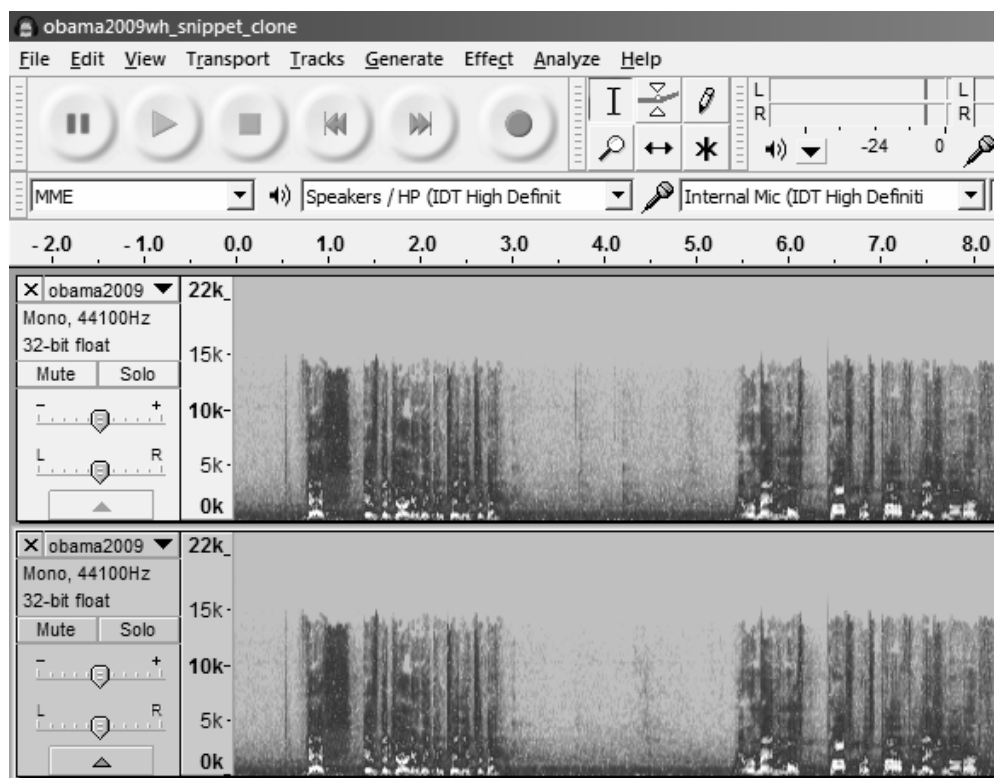 obama2009wh_snippet_clone
File Edit View Transport Tracks Generate Effect Analyze Help
L L
R R
-24 0
MME Speakers / HP (IDT High Definit Internal Mic (IDT High Definiti
- 2.0 - 1.0 0.0 1.0 2.0 3.0 4.0 5.0 6.0 7.0 8.0
X obama2009 22k
Mono, 44100Hz
32-bit float
15k
Mute Solo
- +
10k
L R
5k
0k
X obama2009 22k
Mono, 44100Hz
32-bit float
15k
Mute Solo
- +
10k
L R
5k
0k